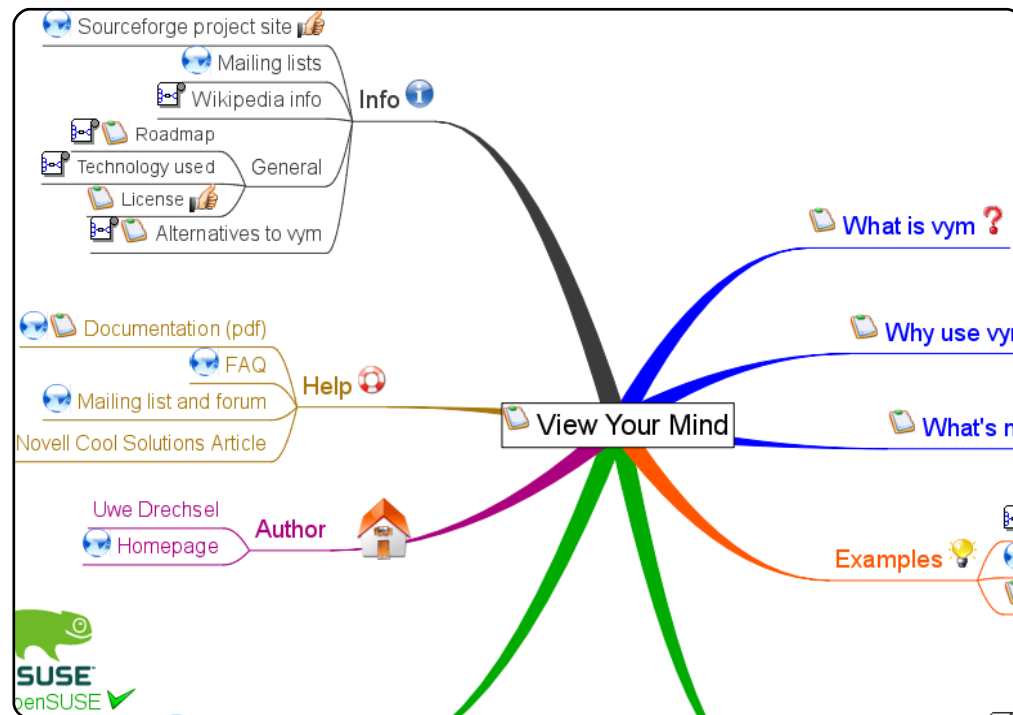 Sourceforge project site
Mailing lists
Wikipedia info
Info
Roadmap
Technology used
General
License
Alternatives to vym
What is vym
Documentation (pdf)
FAQ
Help
Mailing list and forum
Novell Cool Solutions Article
View Your Mind
Why use
What's
Uwe Drechsel
Homepage
Author
Examples
SUSE